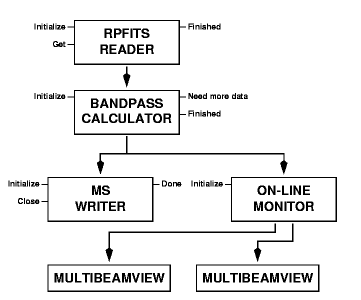 Initialize
Get
RPFITS
READER
Finished
Initialize
BANDPASS
CALCULATOR
Need more data
Finished
Initialize
Close
MS
WRITER
Done
Initialize
ON-LINE
MONITOR
MULTIBEAMVIEW
MULTIBEAMVIEW